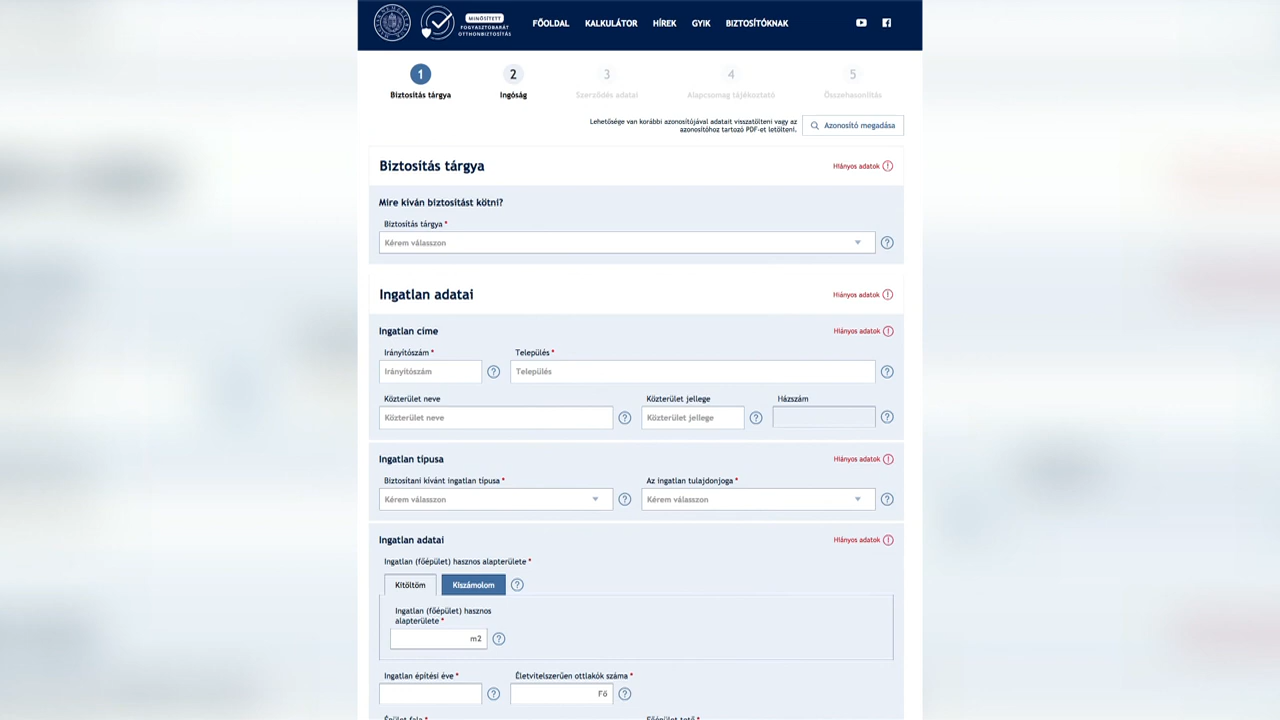 MINŐSÍTETT
FOGYASZTÓBARÁT
OTTHONBIZTOSÍTÁS
FŐOLDAL KALKULÁTOR HÍREK GYIK BIZTOSÍTÓKNAK
1 2 3 4 5
Biztosítás tárgya Ingóság Szerződés adatai Alapcsomag tájékoztató Összehasonlítás
Lehetősége van korábbi azonosítójával adatait visszatölteni vagy az
azonosítóhoz tartozó PDF-et letölteni.
Azonosító megadása
Biztosítás tárgya Hiányos adatok
Mire kíván biztosítást kötni?
Biztosítás tárgya *
Kérem válasszon ?
Ingatlan adatai Hiányos adatok
Ingatlan címe Hiányos adatok
Irányítószám * Település *
Irányítószám ? Település ?
Közterület neve Közterület jellege Házszám
Közterület neve ? Közterület jellege ? ?
Ingatlan típusa Hiányos adatok
Biztosítani kívánt ingatlan típusa * Az ingatlan tulajdonjoga *
Kérem válasszon ? Kérem válasszon ?
Ingatlan adatai Hiányos adatok
Ingatlan (főépület) hasznos alapterülete *
Kitöltöm Kiszámolom ?
Ingatlan (főépület) hasznos
alapterülete *
m2 ?
Ingatlan építési éve * Életvitelszerűen ottlakók száma *
? Fő ?
Épület fala * Főépület tető *